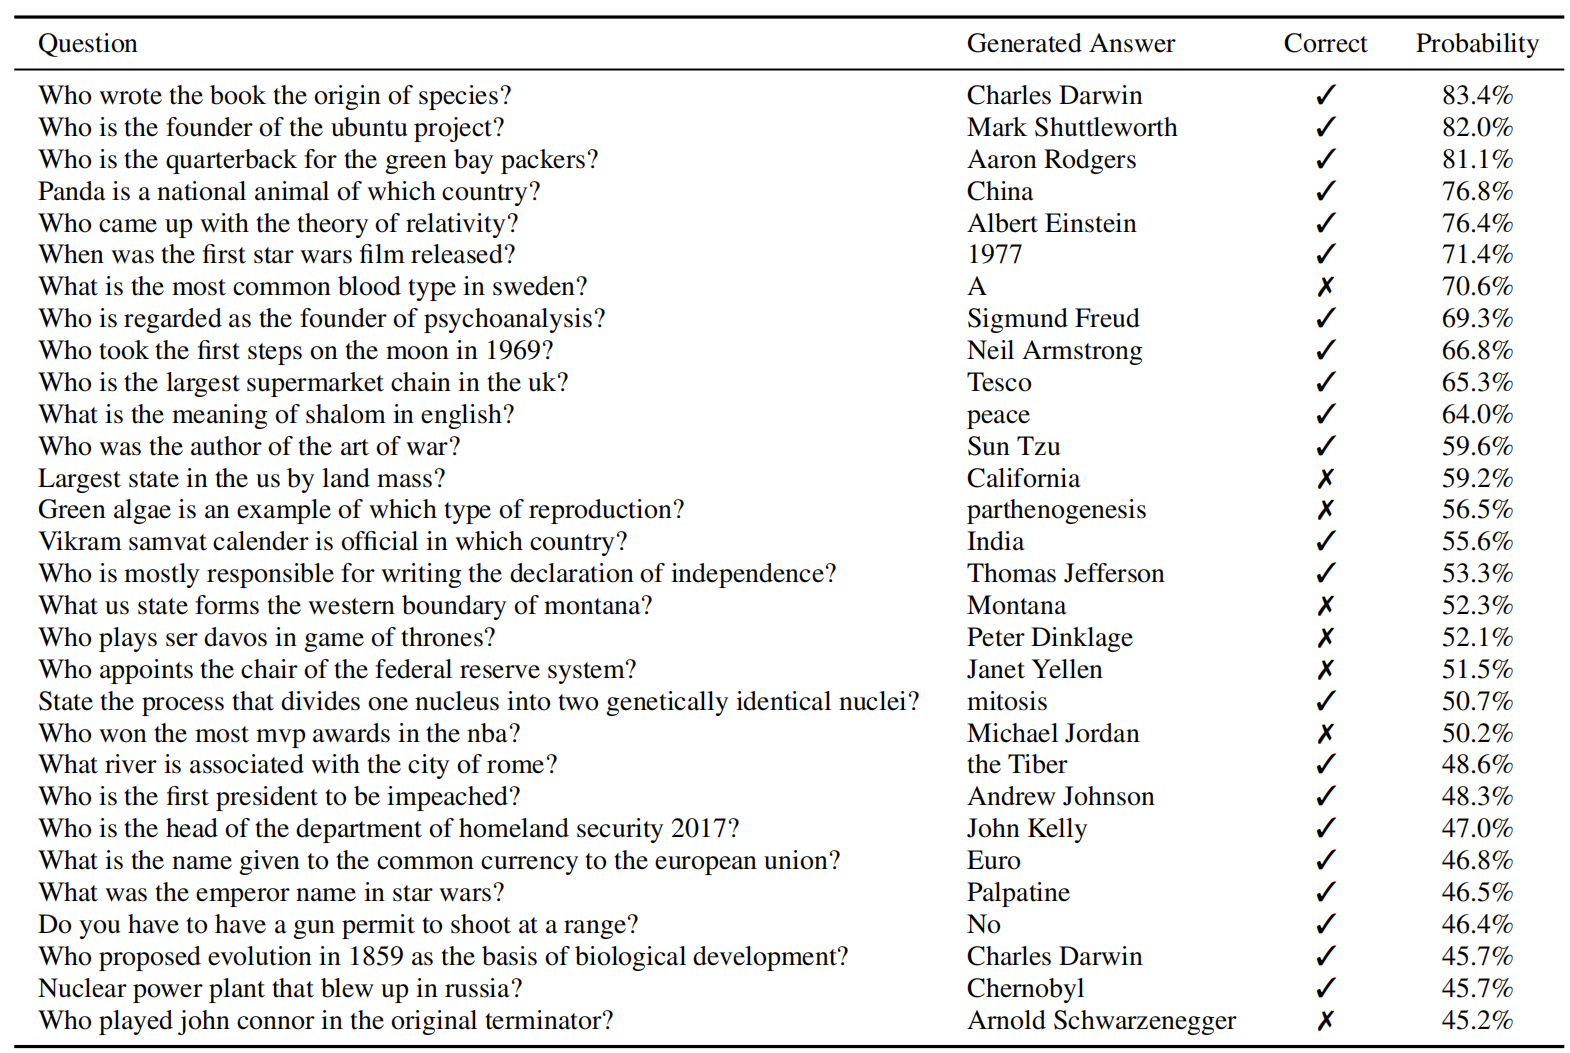 Question Generated Answer Correct Probability
Who wrote the book the origin of species? Charles Darwin ✓ 83.4%
Who is the founder of the ubuntu project? Mark Shuttleworth ✓ 82.0%
Who is the quarterback for the green bay packers? Aaron Rodgers ✓ 81.1%
Panda is a national animal of which country? China ✓ 76.8%
Who came up with the theory of relativity? Albert Einstein ✓ 76.4%
When was the first star wars film released? 1977 ✓ 71.4%
What is the most common blood type in sweden? A ✗ 70.6%
Who is regarded as the founder of psychoanalysis? Sigmund Freud ✓ 69.3%
Who took the first steps on the moon in 1969? Neil Armstrong ✓ 66.8%
Who is the largest supermarket chain in the uk? Tesco ✓ 65.3%
What is the meaning of shalom in english? peace ✓ 64.0%
Who was the author of the art of war? Sun Tzu ✓ 59.6%
Largest state in the us by land mass? California ✗ 59.2%
Green algae is an example of which type of reproduction? parthenogenesis ✗ 56.5%
Vikram samvat calender is official in which country? India ✓ 55.6%
Who is mostly responsible for writing the declaration of independence? Thomas Jefferson ✓ 53.3%
What us state forms the western boundary of montana? Montana ✗ 52.3%
Who plays ser davos in game of thrones? Peter Dinklage ✗ 52.1%
Who appoints the chair of the federal reserve system? Janet Yellen ✗ 51.5%
State the process that divides one nucleus into two genetically identical nuclei? mitosis ✓ 50.7%
Who won the most mvp awards in the nba? Michael Jordan ✗ 50.2%
What river is associated with the city of rome? the Tiber ✓ 48.6%
Who is the first president to be impeached? Andrew Johnson ✓ 48.3%
Who is the head of the department of homeland security 2017? John Kelly ✓ 47.0%
What is the name given to the common currency to the european union? Euro ✓ 46.8%
What was the emperor name in star wars? Palpatine ✓ 46.5%
Do you have to have a gun permit to shoot at a range? No ✓ 46.4%
Who proposed evolution in 1859 as the basis of biological development? Charles Darwin ✓ 45.7%
Nuclear power plant that blew up in russia? Chernobyl ✓ 45.7%
Who played john connor in the original terminator? Arnold Schwarzenegger ✗ 45.2%